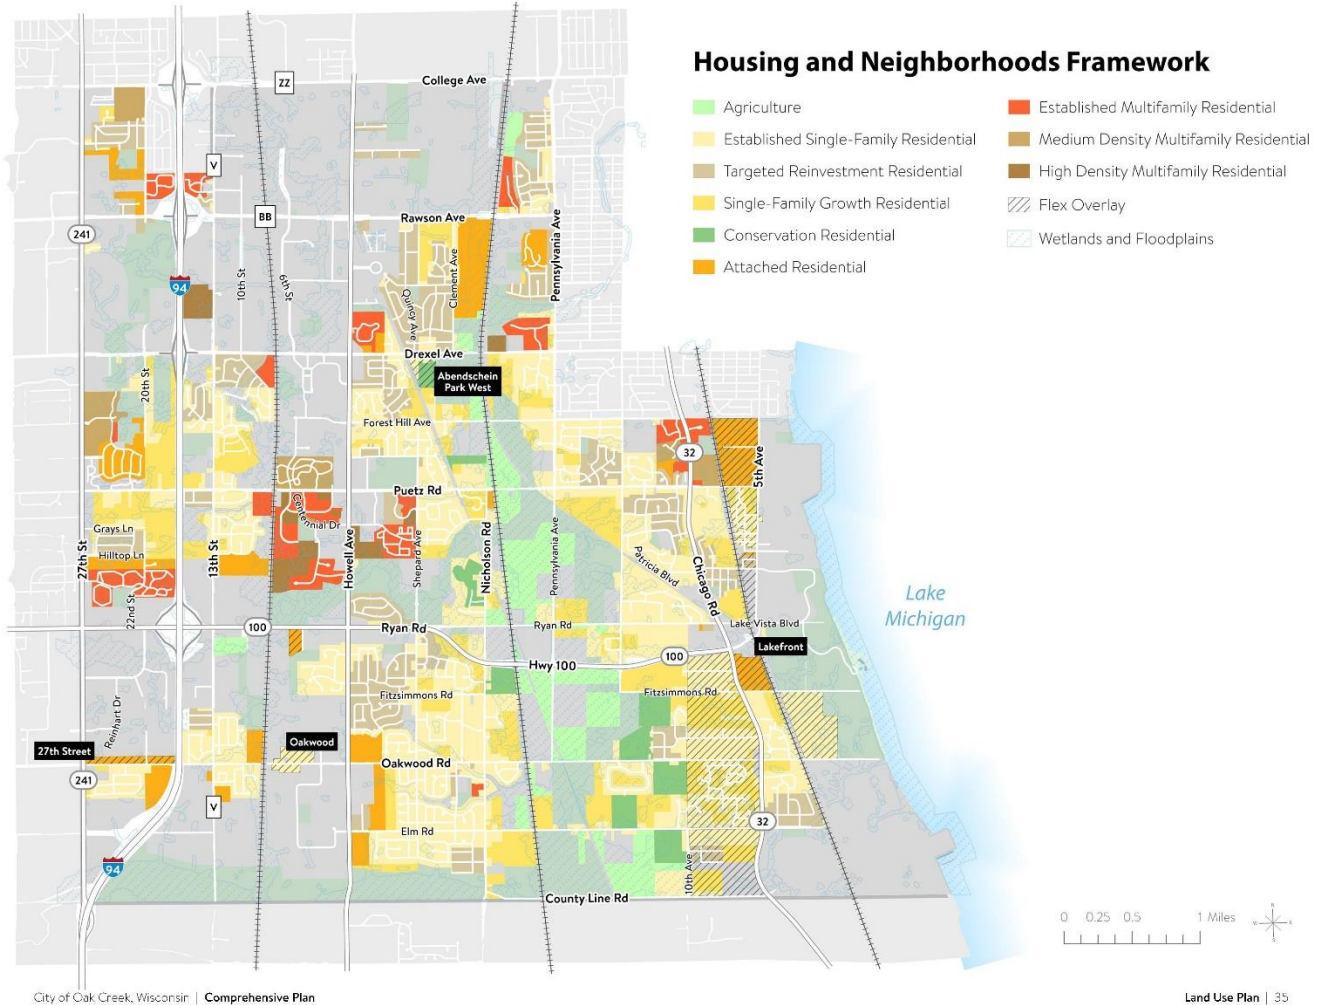 Housing and Neighborhoods Framework
Agriculture
Established Single-Family Residential
Targeted Reinvestment Residential
Single-Family Growth Residential
Conservation Residential
Attached Residential
Established Multifamily Residential
Medium Density Multifamily Residential
High Density Multifamily Residential
Flex Overlay
Wetlands and Floodplains
College Ave
ZZ
V
BB
Rawson Ave
241
94
10th St
6th St
Quincy Ave
Clement Ave
Pennsylvania Ave
Drexel Ave
Abendschein
Park West
20th St
Forest Hill Ave
32
5th Ave
Puetz Rd
Grays Ln
Centennial Dr
Hilltop Ln
27th St
13th St
Howell Ave
Shepard Ave
Nicholson Rd
Pennsylvania Ave
Patricia Blvd
Chicago Rd
Lake
Michigan
22nd St
100
Ryan Rd
Ryan Rd
Lake Vista Blvd
Lakefront
Hwy 100
100
Fitzsimmons Rd
Fitzsimmons Rd
Reinhart Dr
27th Street
Oakwood
Oakwood Rd
241
V
32
Elm Rd
94
10th Ave
County Line Rd
0 0.25 0.5 1 Miles
N
W E
S
City of Oak Creek, Wisconsin | Comprehensive Plan
Land Use Plan | 35